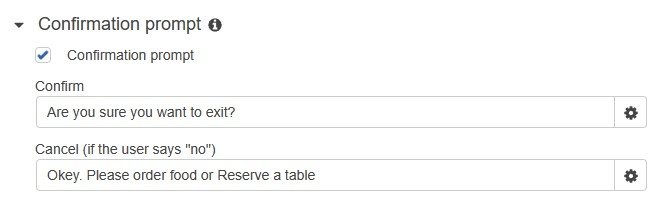 Confirmation prompt
Confirmation prompt
Confirm
Are you sure you want to exit?
Cancel (if the user says "no")
Okey. Please order food or Reserve a table